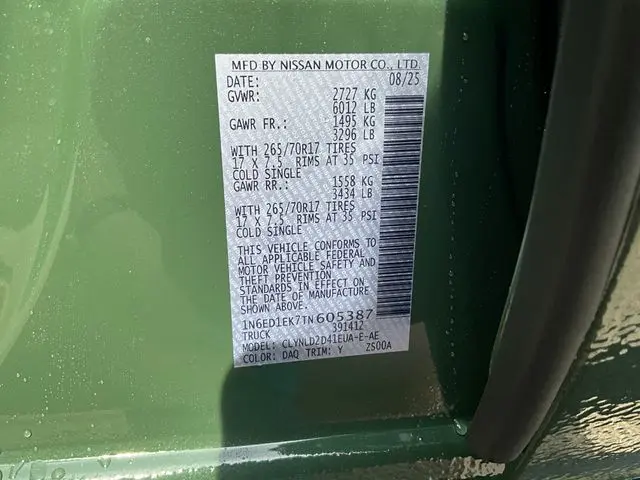 MFD BY NISSAN MOTOR CO., LTD.
DATE: 08/25
GVWR: 2727 KG
6012 LB
GAWR FR.: 1495 KG
3296 LB
WITH 265/70R17 TIRES
17 X 7.5 RIMS AT 35 PSI
COLD SINGLE
GAWR RR.: 1558 KG
3434 LB
WITH 265/70R17 TIRES
17 X 7.5 RIMS AT 35 PSI
COLD SINGLE
THIS VEHICLE CONFORMS TO
ALL APPLICABLE FEDERAL
MOTOR VEHICLE SAFETY AND
THEFT PREVENTION
STANDARDS IN EFFECT ON
THE DATE OF MANUFACTURE
SHOWN ABOVE.
1N6ED1EK7TN605387
TRUCK 391412
MODEL: CLYNLD2D41EUA-E-AE
COLOR: DAQ TRIM: Y ZS00A